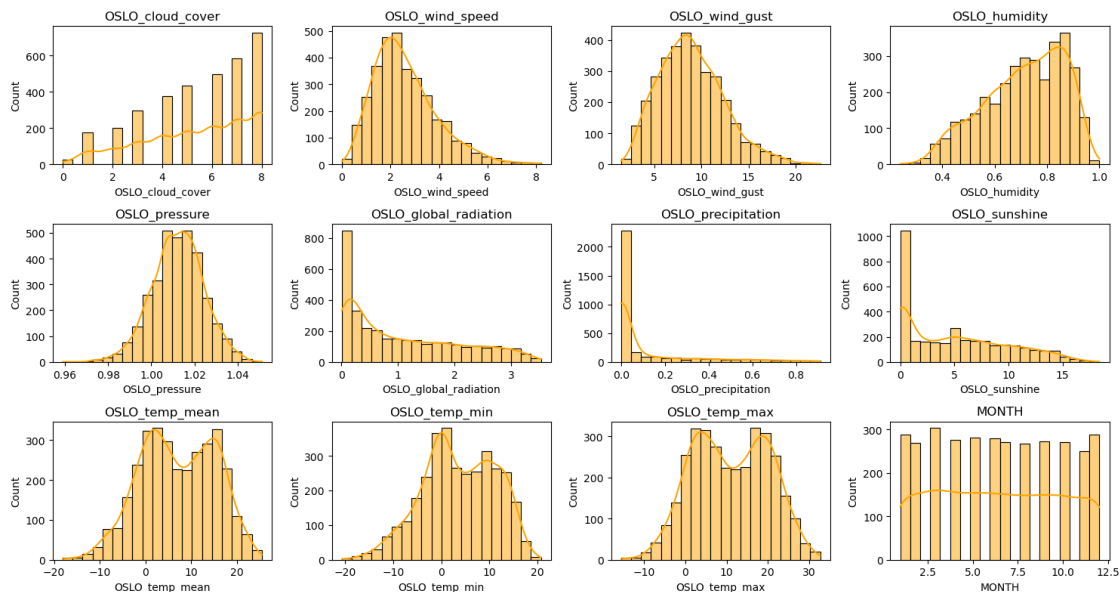 OSLO_cloud_cover
Count
600
400
200
0
0 2 4 6 8
OSLO_cloud_cover
OSLO_wind_speed
Count
500
400
300
200
100
0
0 2 4 6 8
OSLO_wind_speed
OSLO_wind_gust
Count
400
300
200
100
0
5 10 15 20
OSLO_wind_gust
OSLO_humidity
Count
300
200
100
0
0.4 0.6 0.8 1.0
OSLO_humidity
OSLO_pressure
Count
500
400
300
200
100
0
0.96 0.98 1.00 1.02 1.04
OSLO_pressure
OSLO_global_radiation
Count
800
600
400
200
0
0 1 2 3
OSLO_global_radiation
OSLO_precipitation
Count
2000
1500
1000
500
0
0.0 0.2 0.4 0.6 0.8
OSLO_precipitation
OSLO_sunshine
Count
1000
800
600
400
200
0
0 5 10 15
OSLO_sunshine
OSLO_temp_mean
Count
300
200
100
0
−20 −10 0 10 20
OSLO_temp_mean
OSLO_temp_min
Count
300
200
100
0
−20 −10 0 10 20
OSLO_temp_min
OSLO_temp_max
Count
300
200
100
0
−10 0 10 20 30
OSLO_temp_max
MONTH
Count
300
200
100
0
2.5 5.0 7.5 10.0 12.5
MONTH